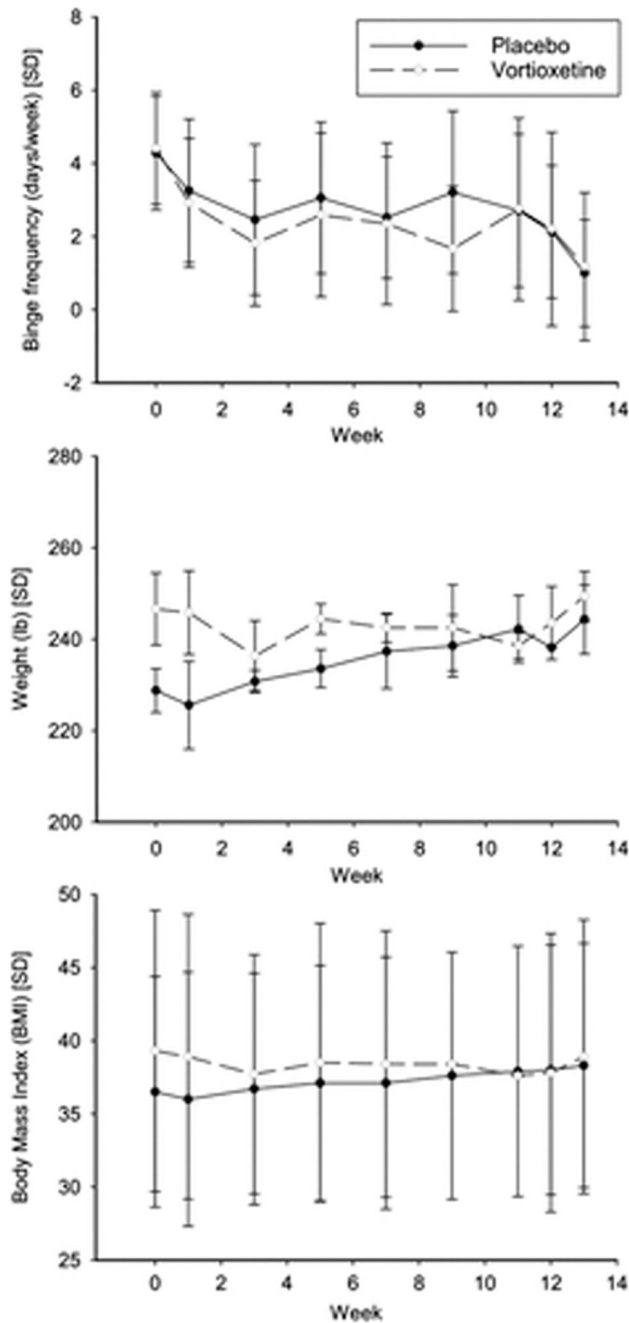 Placebo
Vortioxetine
Binge frequency (days/week) [SD]
8
6
4
2
0
-2
0 2 4 6 8 10 12 14
Week
Weight (lb) [SD]
280
260
240
220
200
0 2 4 6 8 10 12 14
Week
Body Mass Index (BMI) [SD]
50
45
40
35
30
25
0 2 4 6 8 10 12 14
Week